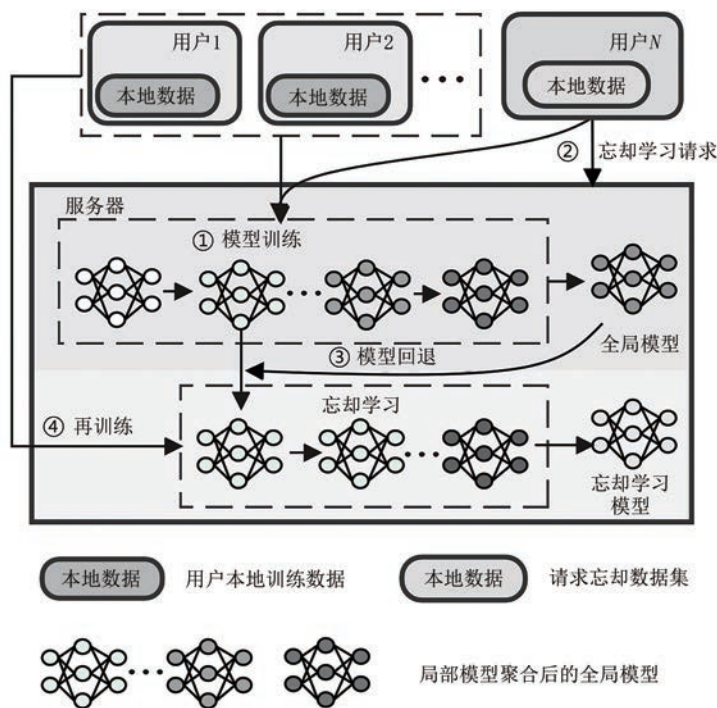 用户1
用户2
用户N
本地数据
本地数据
本地数据
② 忘却学习请求
服务器
① 模型训练
③ 模型回退
全局模型
忘却学习
④ 再训练
忘却学习
模型
本地数据 用户本地训练数据
本地数据 请求忘却数据集
局部模型聚合后的全局模型